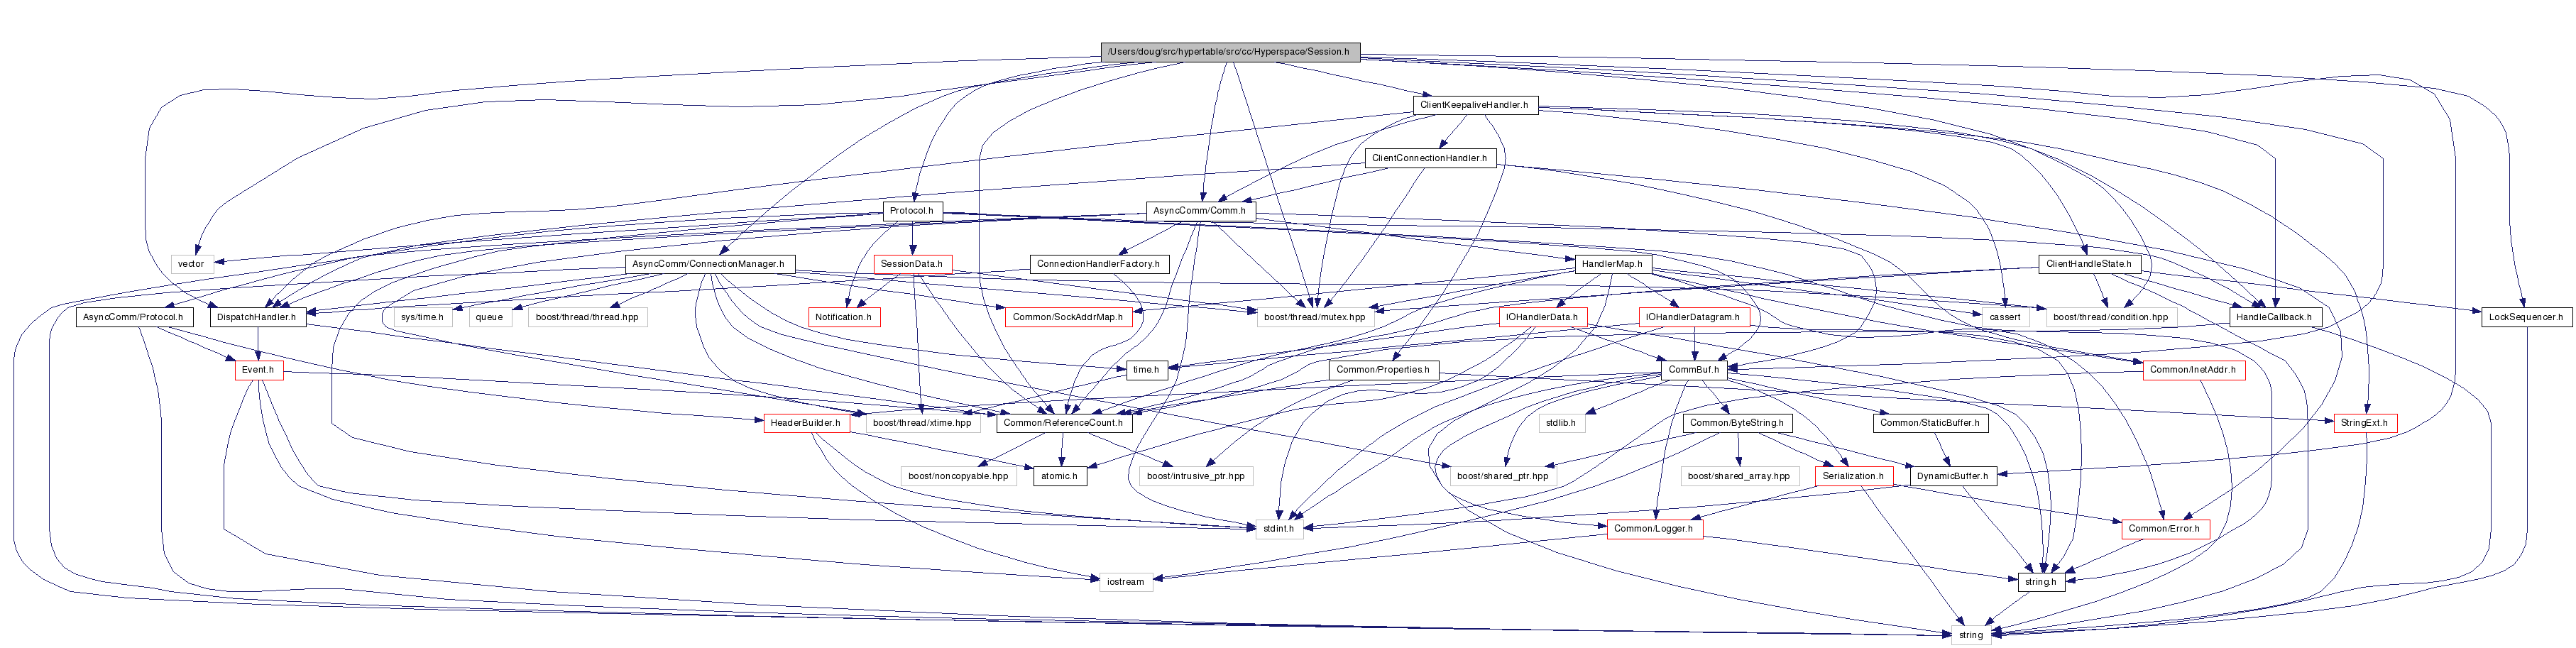 /Users/doug/src/hypertable/src/cc/Hyperspace/Session.h
ClientKeepaliveHandler.h
ClientConnectionHandler.h
Protocol.h
AsyncComm/Comm.h
vector
AsyncComm/ConnectionManager.h
SessionData.h
ConnectionHandlerFactory.h
HandlerMap.h
ClientHandleState.h
AsyncComm/Protocol.h
DispatchHandler.h
sys/time.h
queue
boost/thread/thread.hpp
Notification.h
Common/SockAddrMap.h
boost/thread/mutex.hpp
IOHandlerData.h
IOHandlerDatagram.h
cassert
boost/thread/condition.hpp
HandleCallback.h
LockSequencer.h
Event.h
time.h
Common/Properties.h
CommBuf.h
Common/InetAddr.h
HeaderBuilder.h
boost/thread/xtime.hpp
Common/ReferenceCount.h
stdlib.h
Common/ByteString.h
Common/StaticBuffer.h
StringExt.h
boost/noncopyable.hpp
atomic.h
boost/intrusive_ptr.hpp
boost/shared_ptr.hpp
boost/shared_array.hpp
Serialization.h
DynamicBuffer.h
stdint.h
Common/Logger.h
Common/Error.h
iostream
string.h
string